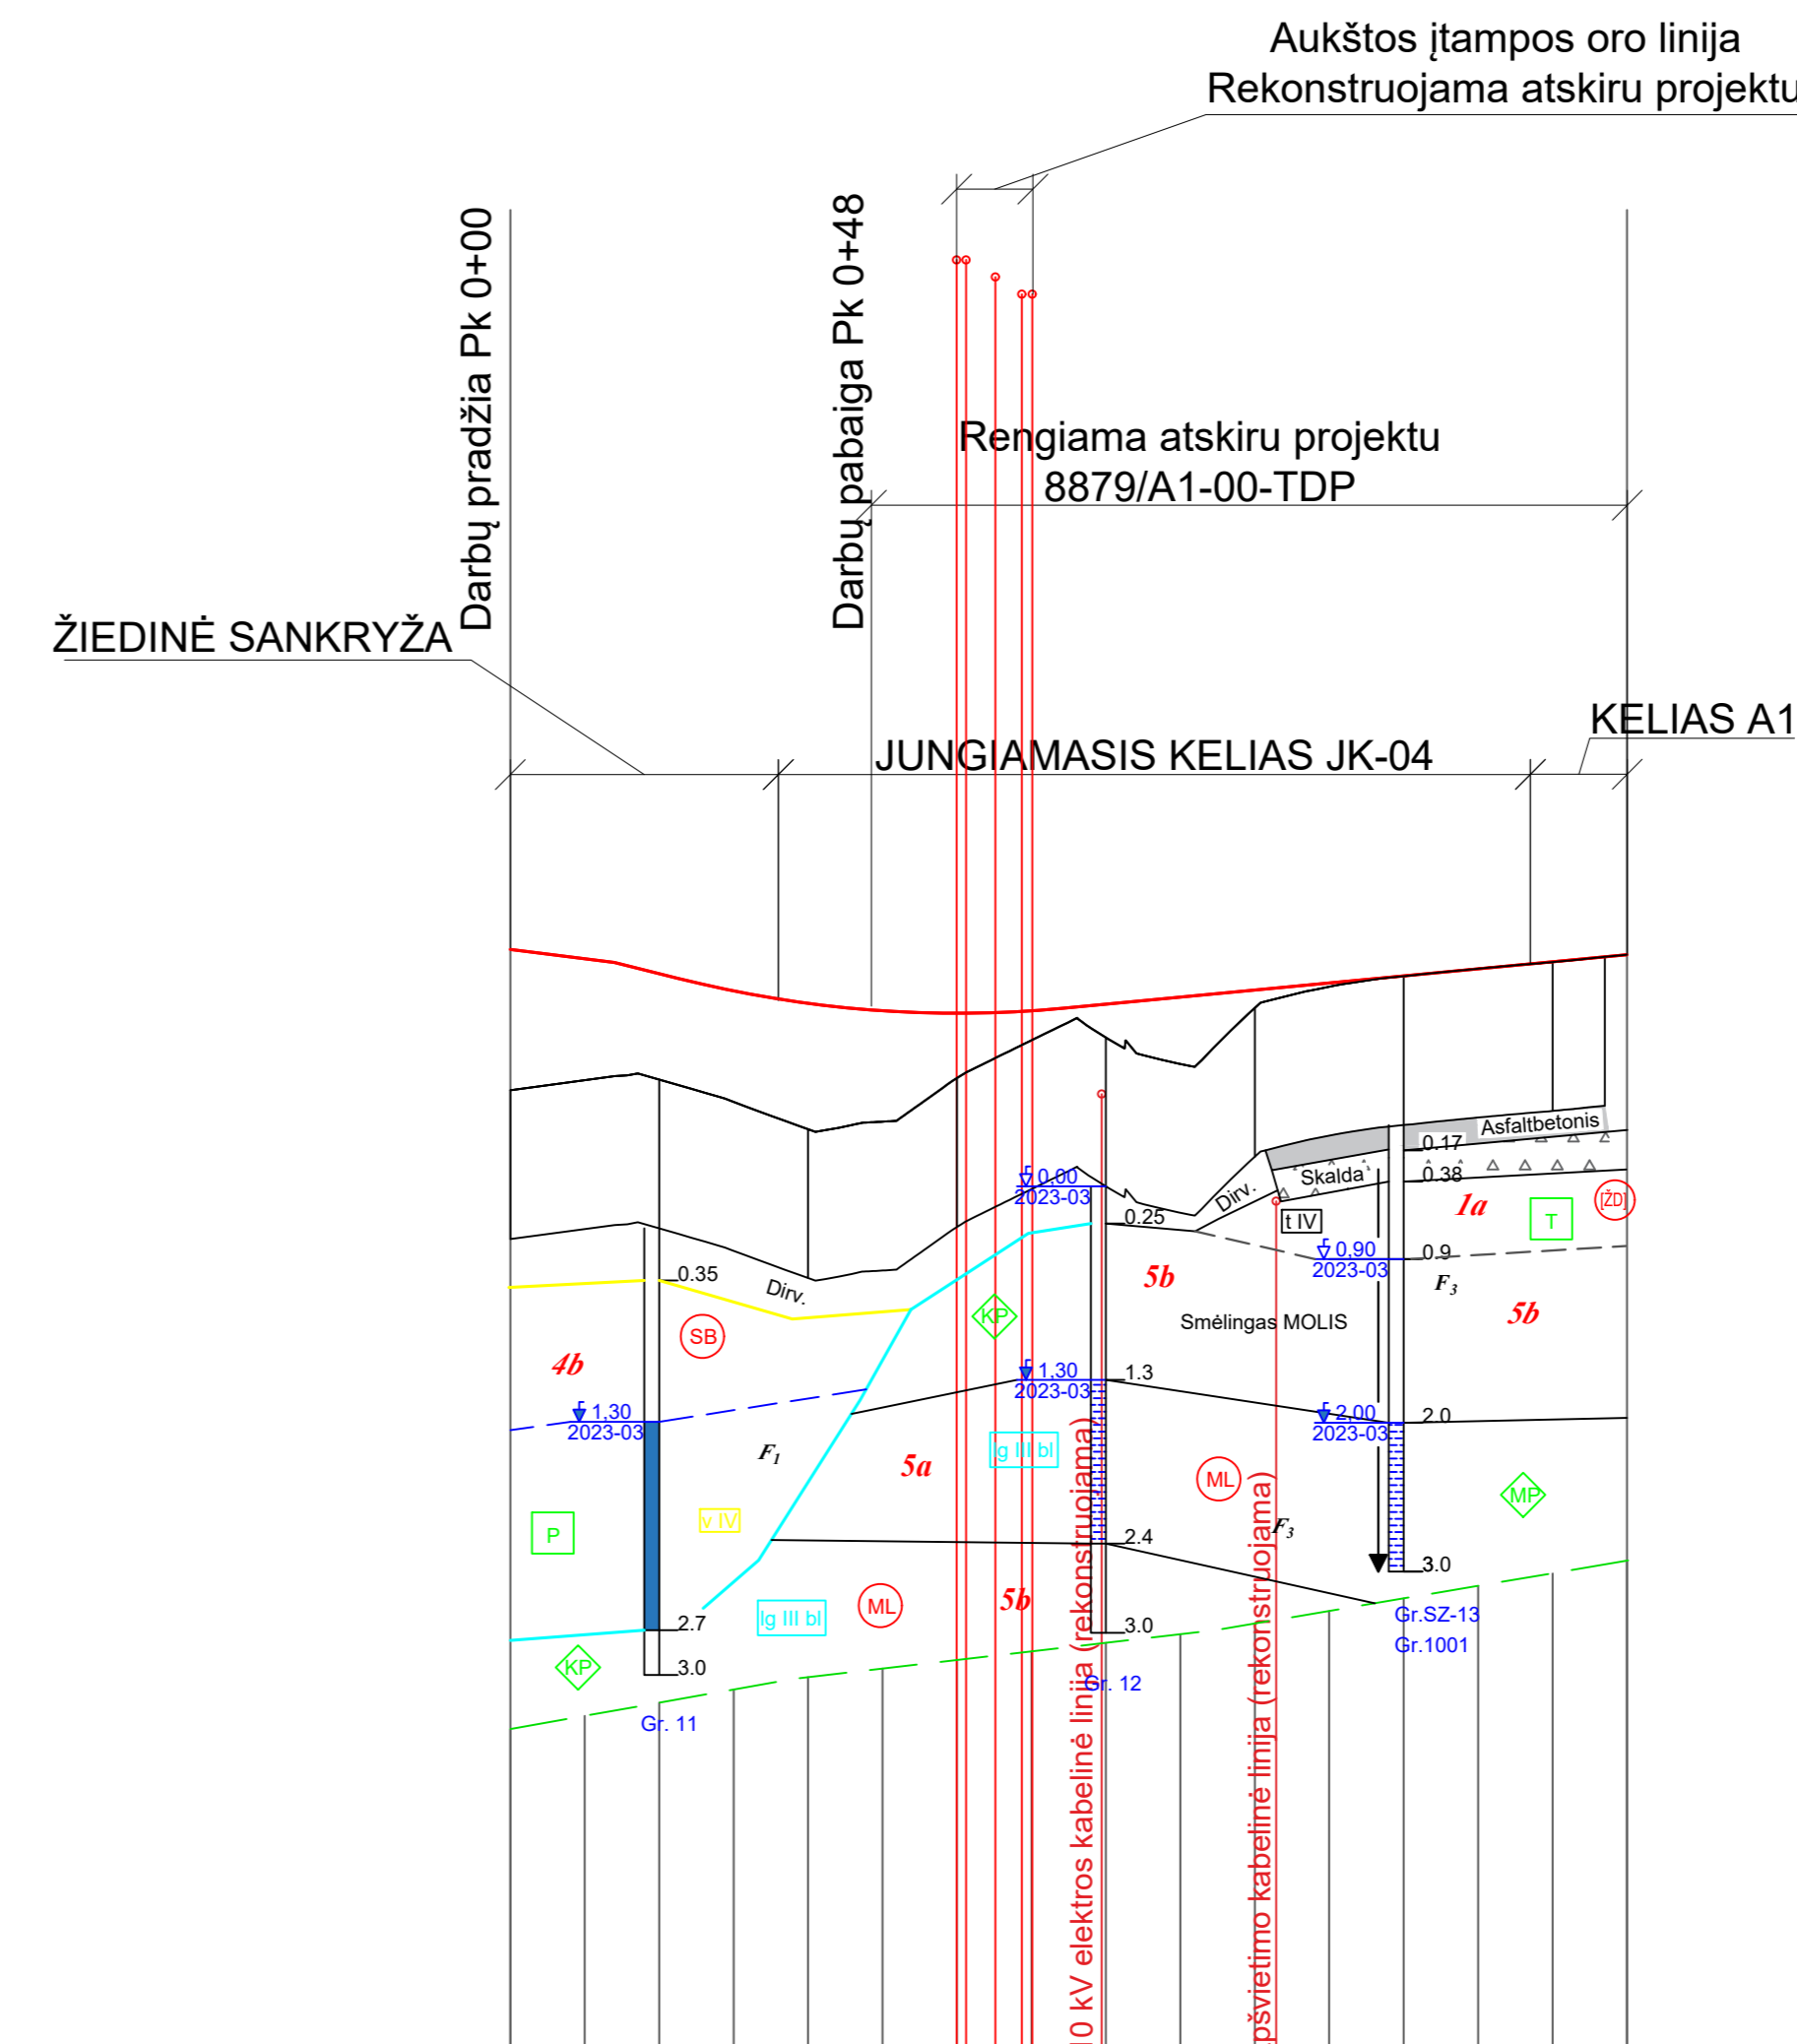 Aukštos įtampos oro linija
Rekonstruojama atskiru projektu
Darbų pradžia Pk 0+00
Darbų pabaiga Pk 0+48
Rengiama atskiru projektu
8879/A1-00-TDP
ŽIEDINĖ SANKRYŽA
KELIAS A1
JUNGIAMASIS KELIAS JK-04
Asfaltbetonis
0.17
Skalda
0.38
0,00
2023-03
Dirv.
1a
[ŽD]
T
t IV
0.25
0,90
2023-03
0.9
F3
0.35
Dirv.
5b
KP
Smėlingas MOLIS
5b
SB
4b
1,30
2023-03
1.3
1,30
2023-03
2,00
2023-03
2.0
F1
5a
lg III bl
ML
MP
P
v IV
F3
2.4
3.0
lg III bl
ML
5b
3.0
2.7
KP
3.0
Gr.SZ-13
Gr.1001
Gr. 12
Gr. 11
10 kV elektros kabelinė linija (rekonstruojama)
kabelinė linija (rekonstruojama)